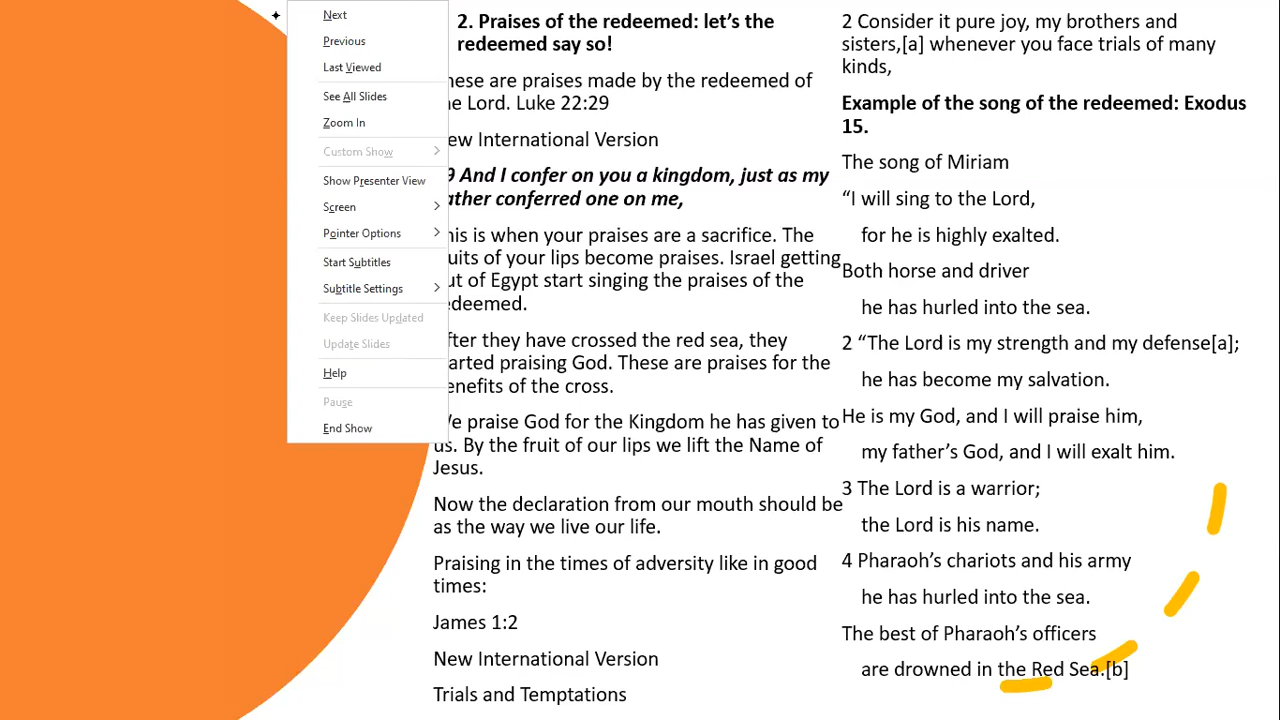 Next
Previous
Last Viewed
See All Slides
Zoom In
Custom Show
Show Presenter View
Screen
Pointer Options
Start Subtitles
Subtitle Settings
Keep Slides Updated
Update Slides
Help
Pause
End Show
2. Praises of the redeemed: let's the
redeemed say so!
hese are praises made by the redeemed of
e Lord. Luke 22:29
ew International Version
9 And I confer on you a kingdom, just as my
ather conferred one on me,
his is when your praises are a sacrifice. The
uits of your lips become praises. Israel getting
ut of Egypt start singing the praises of the
edeemed.
fter they have crossed the red sea, they
arted praising God. These are praises for the
enefits of the cross.
We praise God for the Kingdom he has given to
us. By the fruit of our lips we lift the Name of
Jesus.
Now the declaration from our mouth should be
as the way we live our life.
Praising in the times of adversity like in good
times:
James 1:2
New International Version
Trials and Temptations
2 Consider it pure joy, my brothers and
sisters,[a] whenever you face trials of many
kinds,
Example of the song of the redeemed: Exodus
15.
The song of Miriam
“I will sing to the Lord,
for he is highly exalted.
Both horse and driver
he has hurled into the sea.
2 “The Lord is my strength and my defense[a];
he has become my salvation.
He is my God, and I will praise him,
my father’s God, and I will exalt him.
3 The Lord is a warrior;
the Lord is his name.
4 Pharaoh’s chariots and his army
he has hurled into the sea.
The best of Pharaoh’s officers
are drowned in the Red Sea.[b]